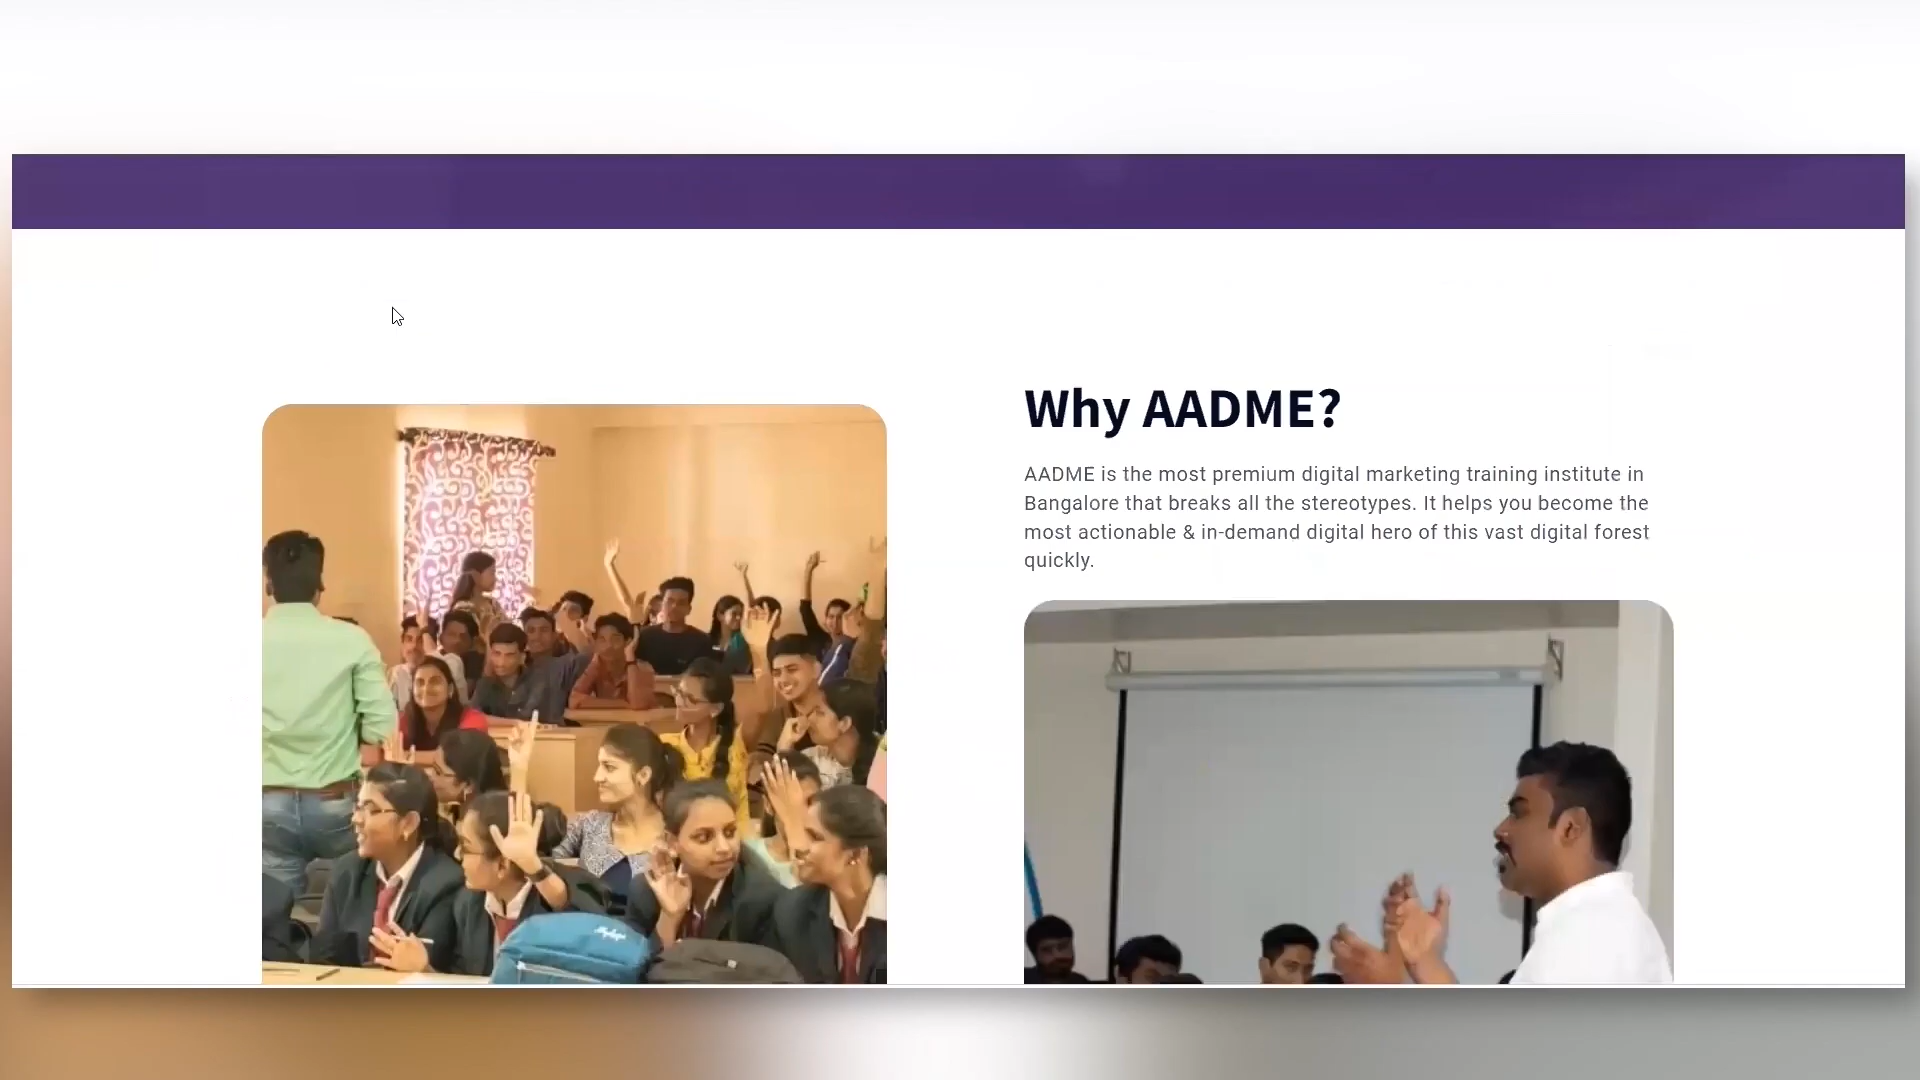 Why AADME?
AADME is the most premium digital marketing training institute in
Bangalore that breaks all the stereotypes. It helps you become the
most actionable & in-demand digital hero of this vast digital forest
quickly.